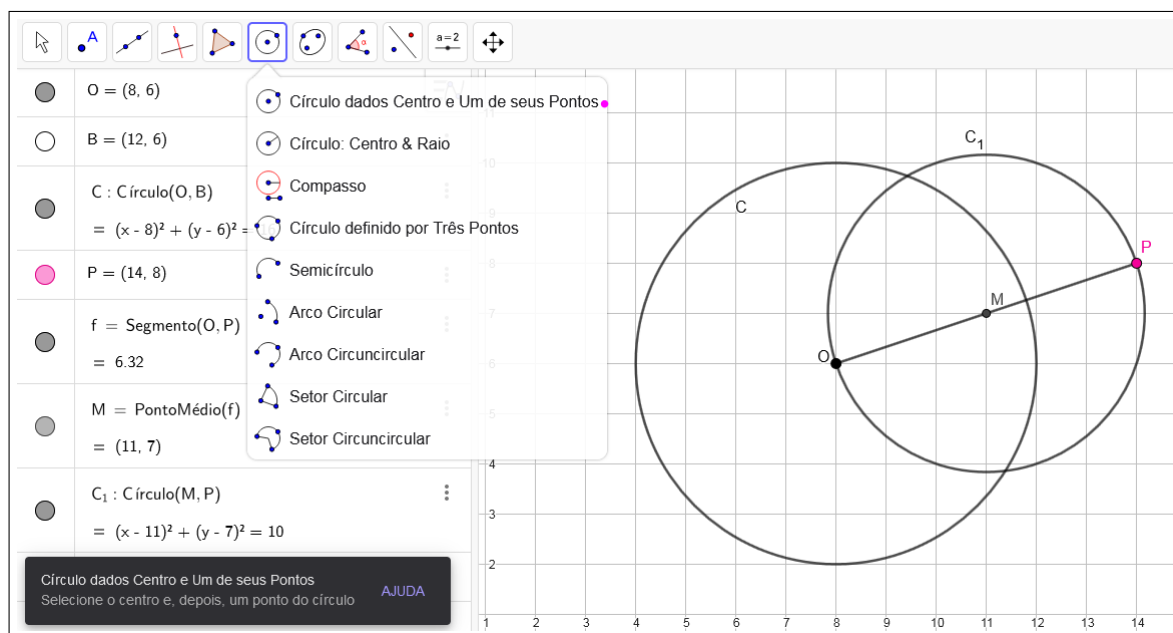 A
a=2
O = (8, 6)
B = (12, 6)
C : Círculo(O, B)
= (x - 8)² + (y - 6)² =
P = (14, 8)
f = Segmento(O, P)
= 6.32
M = PontoMédio(f)
= (11, 7)
C₁ : Círculo(M, P)
= (x - 11)² + (y - 7)² = 10
Círculo dados Centro e Um de seus Pontos
Círculo: Centro & Raio
Compasso
Círculo definido por Três Pontos
Semicírculo
Arco Circular
Arco Circuncircular
Setor Circular
Setor Circuncircular
Círculo dados Centro e Um de seus Pontos
Selecione o centro e, depois, um ponto do círculo
AJUDA
C₁
C
P
M
O
10
9
8
7
6
5
4
3
2
1 2 3 4 5 6 7 8 9 10 11 12 13 14